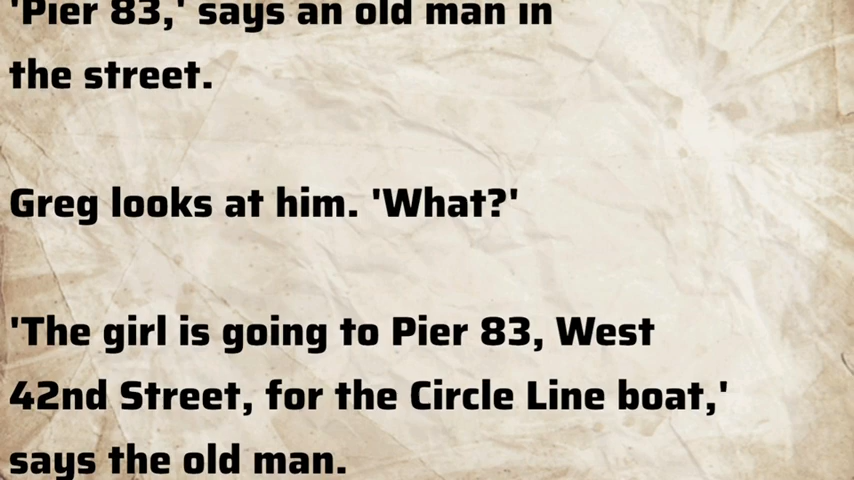 'Pier 83,' says an old man in
the street.
Greg looks at him. 'What?'
'The girl is going to Pier 83, West
42nd Street, for the Circle Line boat,'
says the old man.